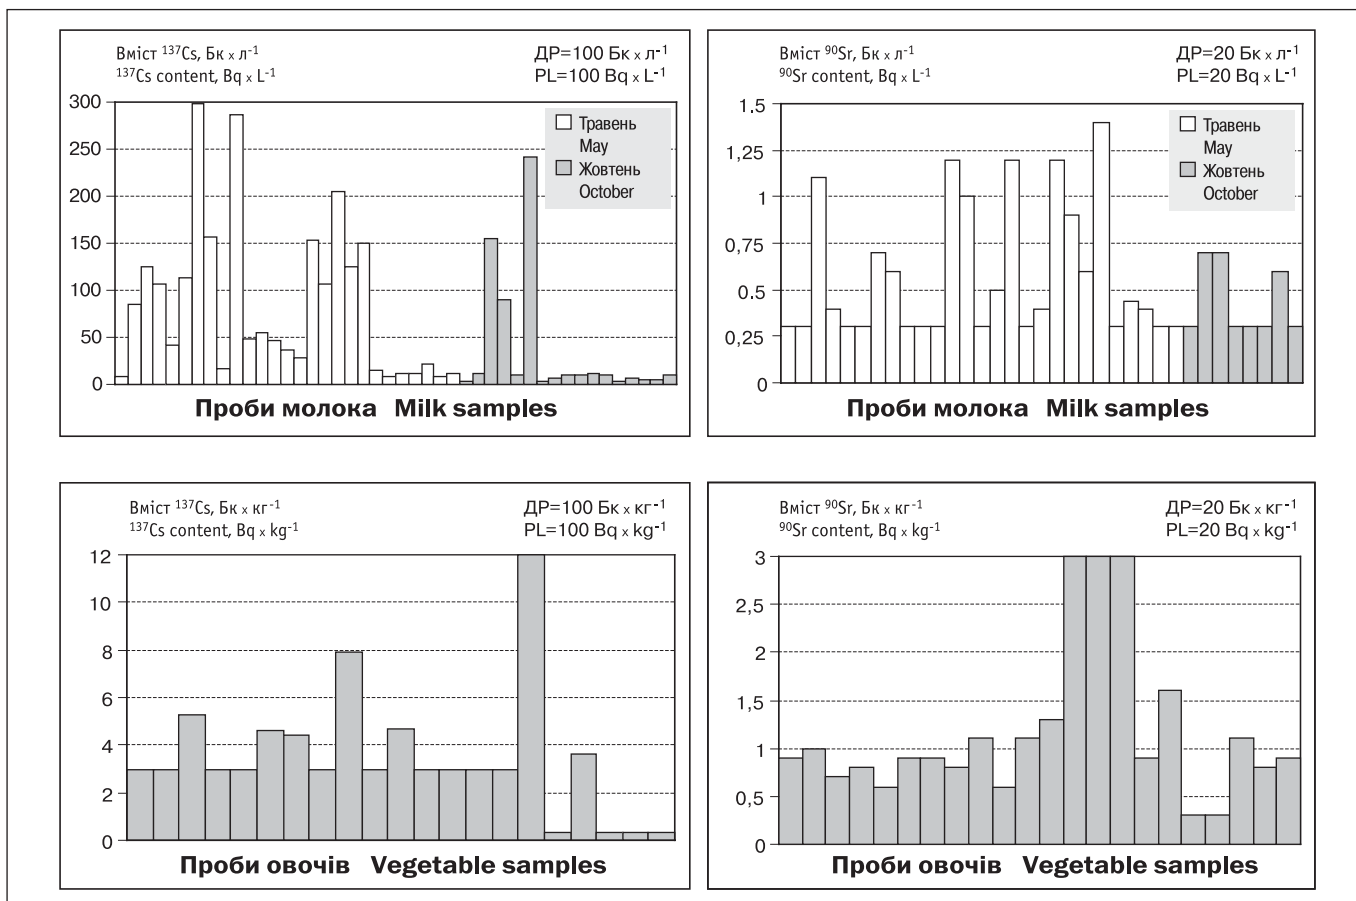 Вміст ¹³⁷Cs, Бк × л⁻¹
¹³⁷Cs content, Bq × L⁻¹
ДР=100 Бк × л⁻¹
PL=100 Bq × L⁻¹
300
250
200
150
100
50
0
Травень
May
Жовтень
October
Проби молока Milk samples
Вміст ⁹⁰Sr, Бк × л⁻¹
⁹⁰Sr content, Bq × L⁻¹
ДР=20 Бк × л⁻¹
PL=20 Bq × L⁻¹
1.5
1,25
1
0,75
0.5
0,25
0
Травень
May
Жовтень
October
Проби молока Milk samples
Вміст ¹³⁷Cs, Бк × кг⁻¹
¹³⁷Cs content, Bq × kg⁻¹
ДР=100 Бк × кг⁻¹
PL=100 Bq × kg⁻¹
12
10
8
6
4
2
0
Проби овочів Vegetable samples
Вміст ⁹⁰Sr, Бк × кг⁻¹
⁹⁰Sr content, Bq × kg⁻¹
ДР=20 Бк × кг⁻¹
PL=20 Bq × kg⁻¹
3
2,5
2
1,5
1
0,5
0
Проби овочів Vegetable samples